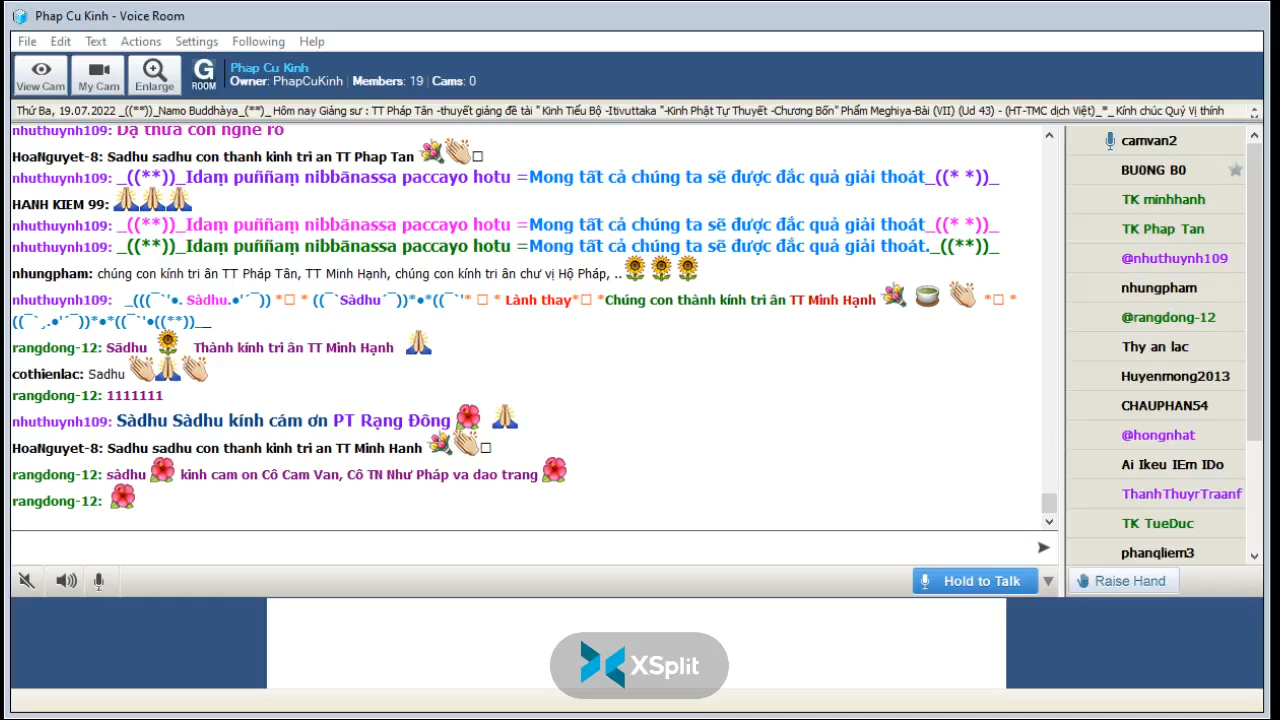 Phap Cu Kinh - Voice Room
File Edit Text Actions Settings Following Help
View Cam My Cam Enlarge G ROOM
Phap Cu Kinh
Owner: PhapCuKinh | Members: 19 | Cams: 0
Thứ Ba, 19.07.2022 _((**))_Namo Buddhàya_(**)_ Hôm nay Giảng sư : TT Pháp Tân -thuyết giảng đề tài " Kinh Tiểu Bộ -Itivuttaka "-Kinh Phật Tự Thuyết -Chương Bốn" Phẩm Meghiya-Bài (VII) (Ud 43) - (HT-TMC dịch Việt)_*_ Kính chúc Quý Vị thính
nhuthuynh109: Dạ thưa con nghe rõ
HoaNguyet-8: Sadhu sadhu con thanh kinh tri an TT Phap Tan 💐👏□
nhuthuynh109: _((**))_Idaṃ puññaṃ nibbānassa paccayo hotu =Mong tất cả chúng ta sẽ được đắc quả giải thoát_((* *))_
HANH KIEM 99: 🙏🙏🙏
nhuthuynh109: _((**))_Idaṃ puññaṃ nibbānassa paccayo hotu =Mong tất cả chúng ta sẽ được đắc quả giải thoát_((* *))_
nhuthuynh109: _((**))_Idaṃ puññaṃ nibbānassa paccayo hotu =Mong tất cả chúng ta sẽ được đắc quả giải thoát._((**))_
nhungpham: chúng con kính tri ân TT Pháp Tân, TT Minh Hạnh, chúng con kính tri ân chư vị Hộ Pháp, ..🌻🌻🌻
nhuthuynh109: _(((¯`'•. Sàdhu.•'´¯)) *□ * ((¯`Sàdhu´¯))*•*((¯`'* □ * Lành thay*□ *Chúng con thành kính tri ân TT Minh Hạnh 💐 🍵 👏 *□ *
((¯`¸.•'´¯))*•*((¯`'•((**))__
rangdong-12: Sādhu 🌻 Thành kính tri ân TT Minh Hạnh 🙏
cothienlac: Sadhu 👏🙏👏
rangdong-12: 1111111
nhuthuynh109: Sàdhu Sàdhu kính cám ơn PT Rạng Đông 🌺 🙏
HoaNguyet-8: Sadhu sadhu con thanh kinh tri an TT Minh Hanh 💐👏□
rangdong-12: sàdhu 🌺 kinh cam on Cô Cam Van, Cô TN Như Pháp va dao trang 🌺
rangdong-12: 🌺
camvan2
BU0NG B0
TK minhhanh
TK Phap Tan
@nhuthuynh109
nhungpham
@rangdong-12
Thy an lac
Huyenmong2013
CHAUPHAN54
@hongnhat
Ai Ikeu IEm IDo
ThanhThuyrTraanf
TK TueDuc
phanqliem3
Hold to Talk
Raise Hand
XSplit